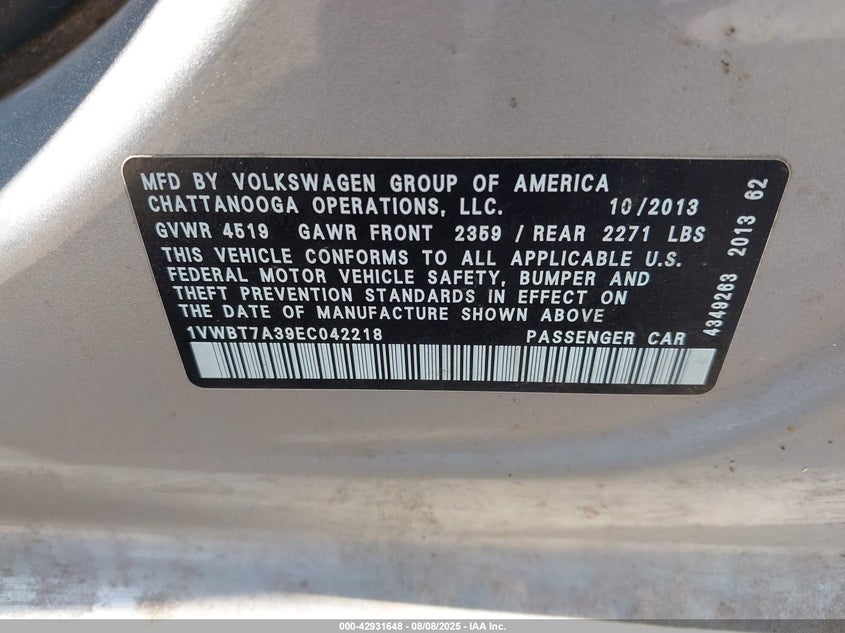 MFD BY VOLKSWAGEN GROUP OF AMERICA
CHATTANOOGA OPERATIONS, LLC. 10/2013
GVWR 4519 GAWR FRONT 2359 / REAR 2271 LBS
THIS VEHICLE CONFORMS TO ALL APPLICABLE U.S.
FEDERAL MOTOR VEHICLE SAFETY, BUMPER AND
THEFT PREVENTION STANDARDS IN EFFECT ON
THE DATE OF MANUFACTURE SHOWN ABOVE
1VWBT7A39EC042218 PASSENGER CAR
4349263 2013 62
000-42931648 - 08/08/2025 - IAA Inc.